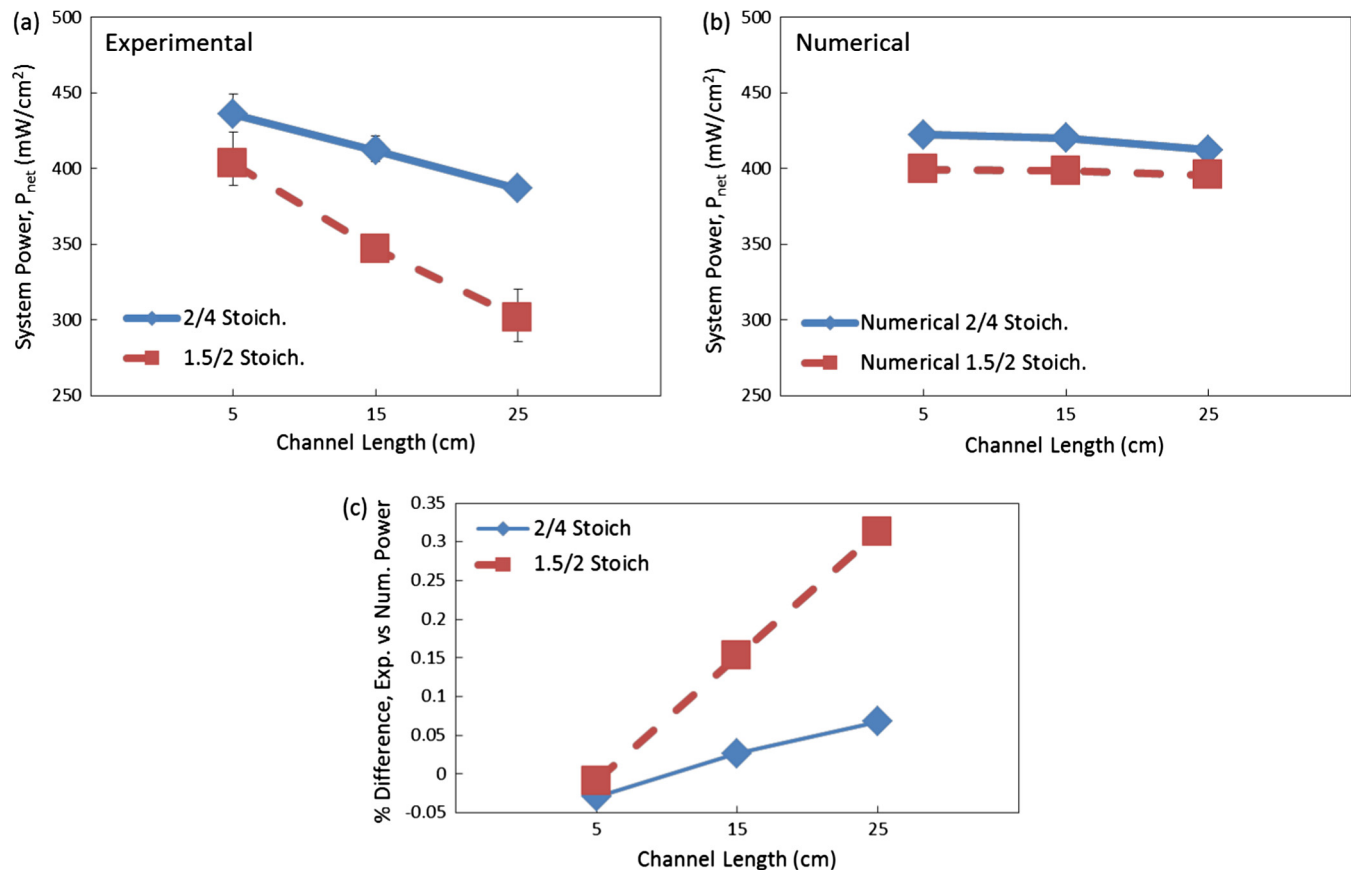 (a)
Experimental
System Power, P_net (mW/cm²)
500
450
400
350
300
250
2/4 Stoich.
1.5/2 Stoich.
5 15 25
Channel Length (cm)
(b)
Numerical
System Power, P_net (mW/cm²)
500
450
400
350
300
250
Numerical 2/4 Stoich.
Numerical 1.5/2 Stoich.
5 15 25
Channel Length (cm)
(c)
% Difference, Exp. vs Num. Power
0.35
0.3
0.25
0.2
0.15
0.1
0.05
0
-0.05
2/4 Stoich
1.5/2 Stoich
5 15 25
Channel Length (cm)